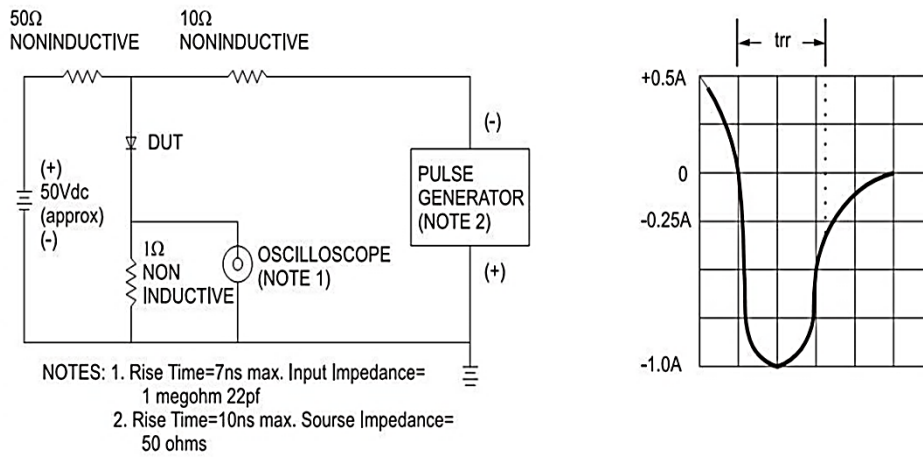 50Ω
NONINDUCTIVE
10Ω
NONINDUCTIVE
trr
+0.5A
0
-0.25A
-1.0A
DUT
(+)
50Vdc
(approx)
(-)
1Ω
NON
INDUCTIVE
OSCILLOSCOPE
(NOTE 1)
(-)
PULSE
GENERATOR
(NOTE 2)
(+)
NOTES: 1. Rise Time=7ns max. Input Impedance=
1 megohm 22pf
2. Rise Time=10ns max. Sourse Impedance=
50 ohms